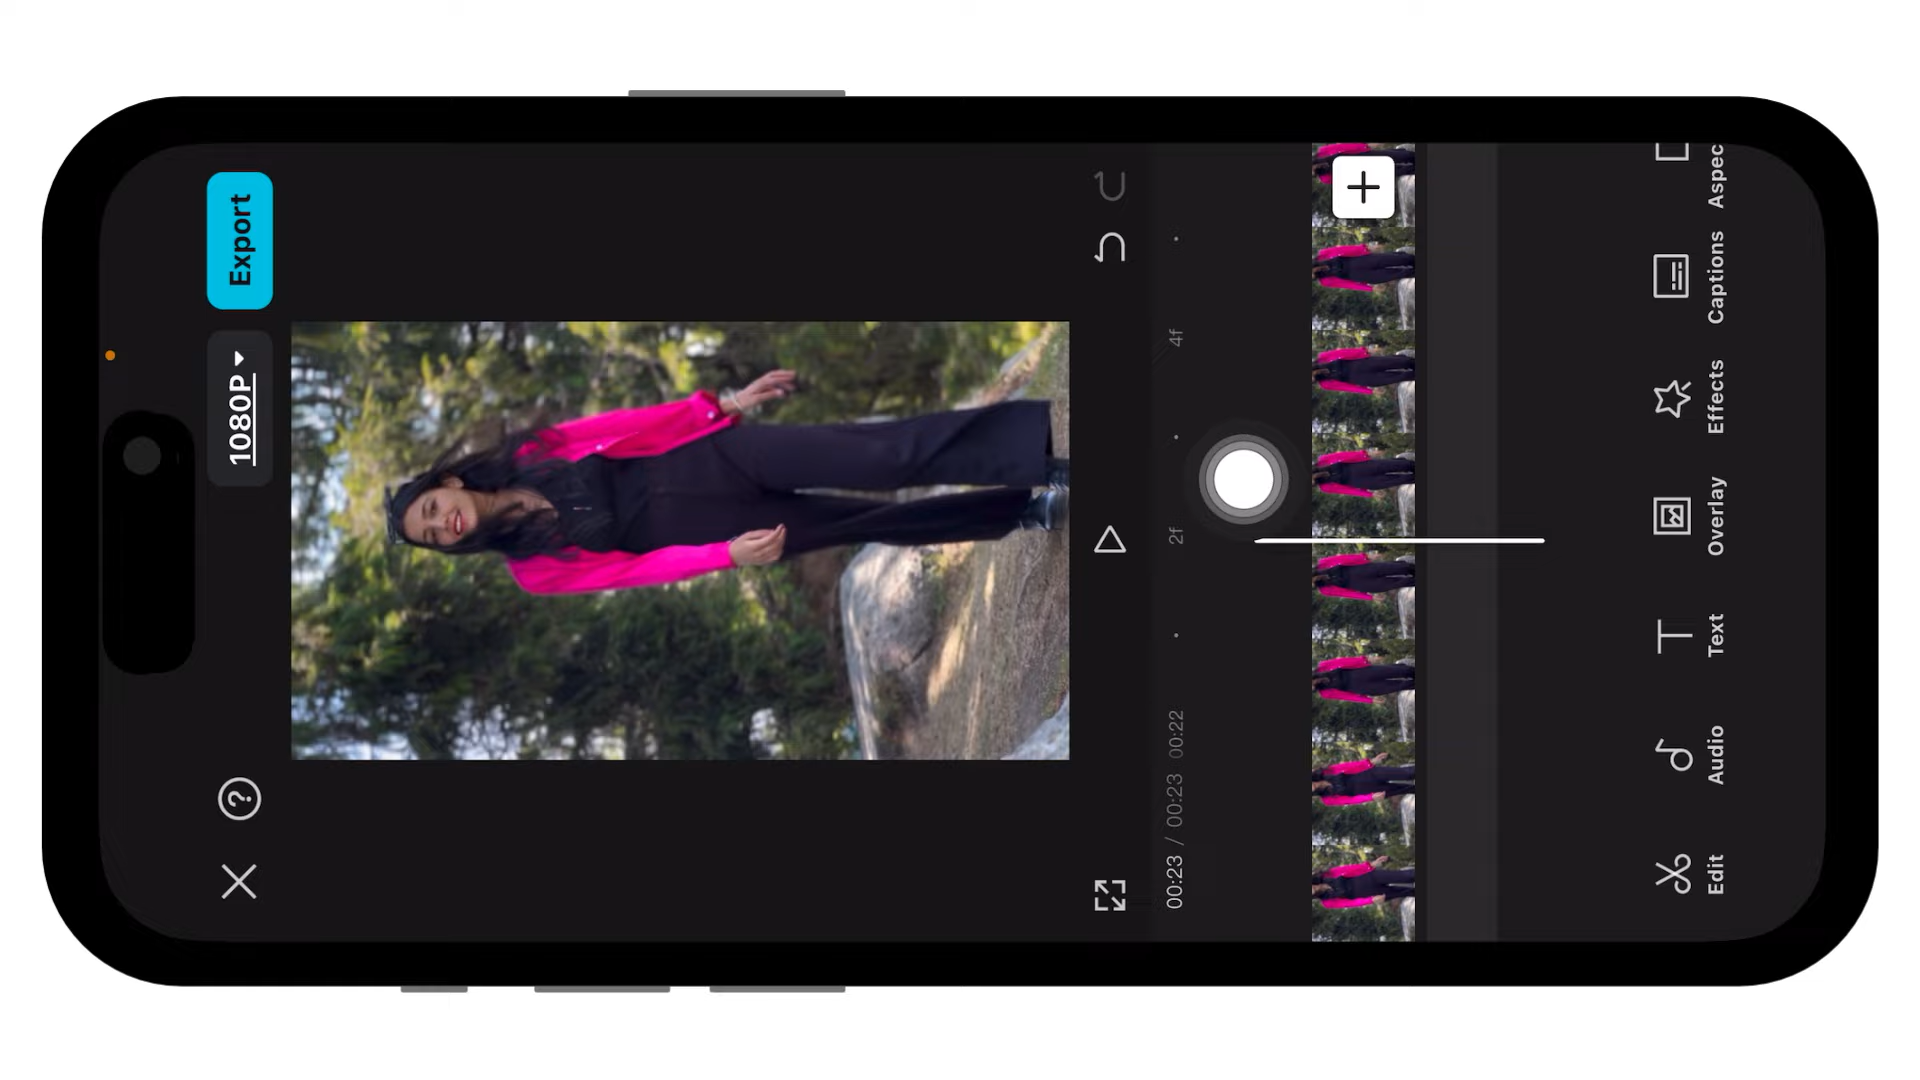 1080P
Export
00:23 / 00:23
00:22
2f
4f
Edit
Audio
Text
Overlay
Effects
Captions
Aspec